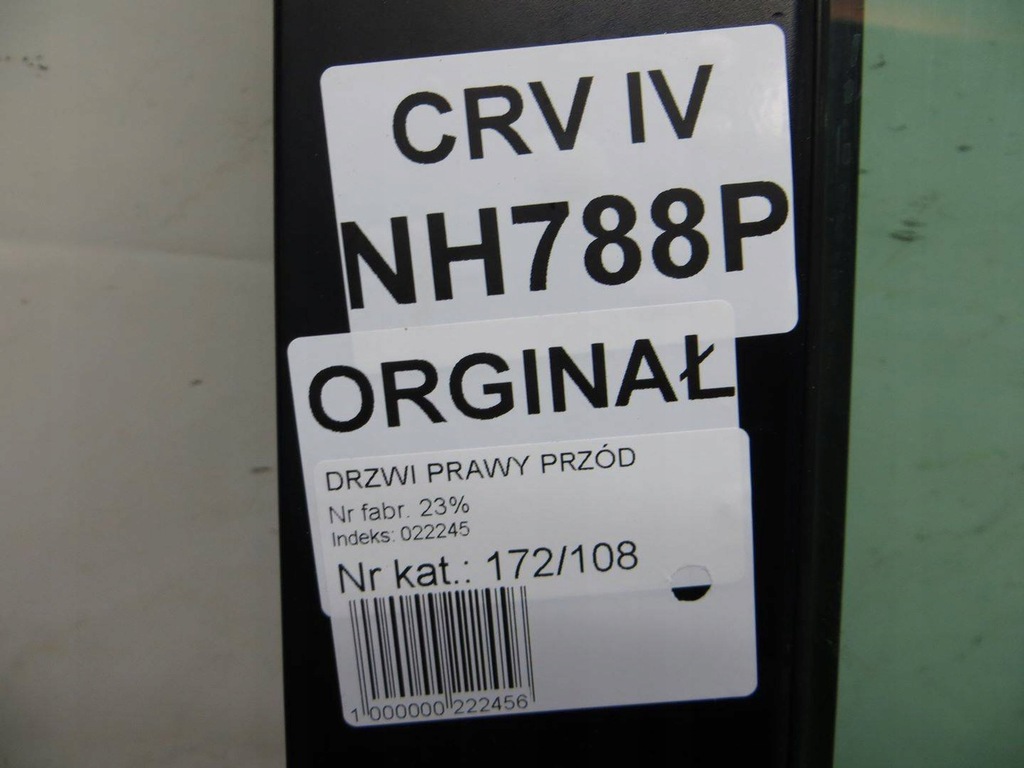 CRV IV
NH788P
ORGINAŁ
DRZWI PRAWY PRZÓD
Nr fabr. 23%
Indeks: 022245
Nr kat.: 172/108
1 000000 222456